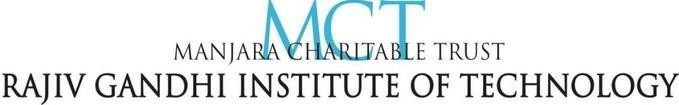 MCT
MANJARA CHARITABLE TRUST
RAJIV GANDHI INSTITUTE OF TECHNOLOGY